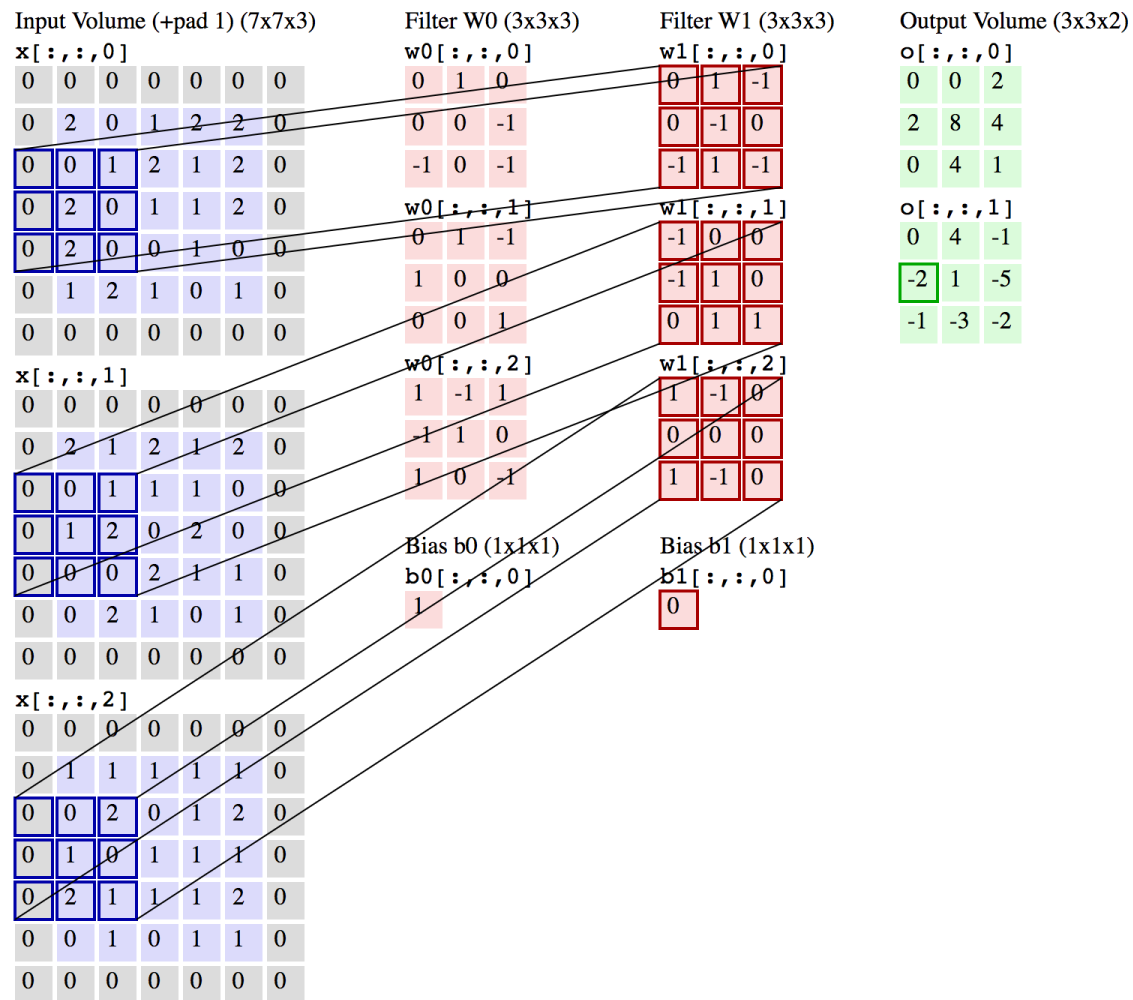 Input Volume (+pad 1) (7x7x3)
x[:,:,0]
0 0 0 0 0 0 0
0 2 0 1 2 2 0
0 0 1 2 1 2 0
0 2 0 1 1 2 0
0 2 0 0 1 0 0
0 1 2 1 0 1 0
0 0 0 0 0 0 0
x[:,:,1]
0 0 0 0 0 0 0
0 2 1 2 1 2 0
0 0 1 1 1 0 0
0 1 2 0 2 0 0
0 0 0 2 1 1 0
0 0 2 1 0 1 0
0 0 0 0 0 0 0
x[:,:,2]
0 0 0 0 0 0 0
0 1 1 1 1 1 0
0 0 2 0 1 2 0
0 1 0 1 1 1 0
0 2 1 1 1 2 0
0 0 1 0 1 1 0
0 0 0 0 0 0 0
Filter W0 (3x3x3)
w0[:,:,0]
0 1 0
0 0 -1
-1 0 -1
w0[:,:,1]
0 1 -1
1 0 0
0 0 1
w0[:,:,2]
1 -1 1
-1 1 0
1 0 -1
Bias b0 (1x1x1)
b0[:,:,0]
1
Filter W1 (3x3x3)
w1[:,:,0]
0 1 -1
0 -1 0
-1 1 -1
w1[:,:,1]
-1 0 0
-1 1 0
0 1 1
w1[:,:,2]
1 -1 0
0 0 0
1 -1 0
Bias b1 (1x1x1)
b1[:,:,0]
0
Output Volume (3x3x2)
o[:,:,0]
0 0 2
2 8 4
0 4 1
o[:,:,1]
0 4 -1
-2 1 -5
-1 -3 -2